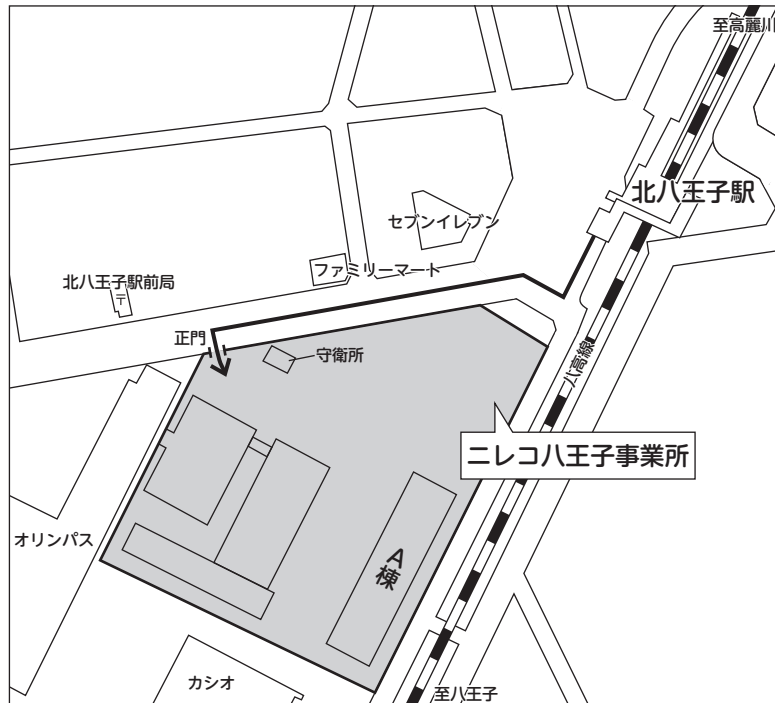 至高麗川
北八王子駅
セブンイレブン
ファミリーマート
北八王子駅前局
〒
正門
守衛所
八高線
ニレコ八王子事業所
オリンパス
A棟
カシオ
至八王子